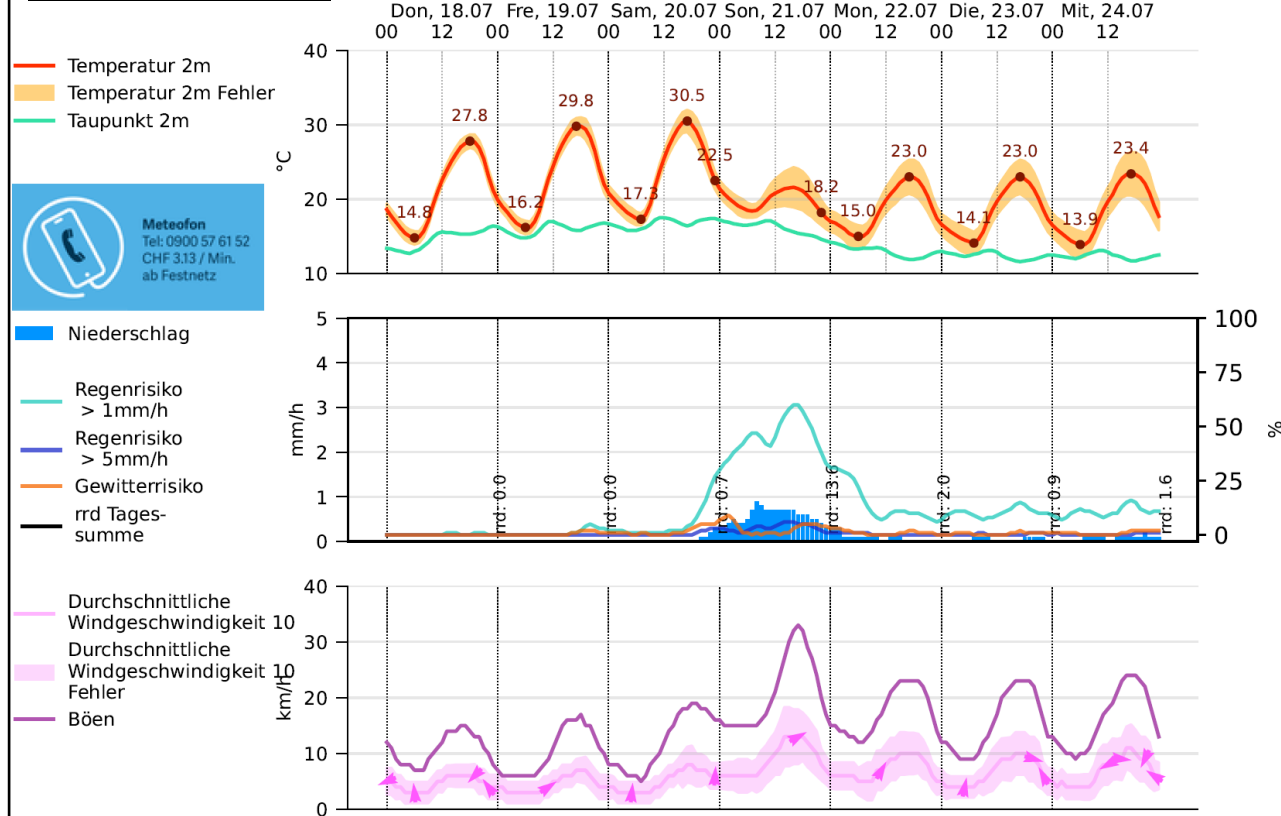 Don, 18.07 Fre, 19.07 Sam, 20.07 Son, 21.07 Mon, 22.07 Die, 23.07 Mit, 24.07
00 12 00 12 00 12 00 12 00 12 00 12 00 12
Temperatur 2m
Temperatur 2m Fehler
Taupunkt 2m
°C
40
30
20
10
27.8
29.8
30.5
22.5
23.0
23.0
23.4
14.8
16.2
17.3
18.2
15.0
14.1
13.9
Meteofon
Tel: 0900 57 61 52
CHF 3.13 / Min.
ab Festnetz
Niederschlag
Regenrisiko
> 1mm/h
Regenrisiko
> 5mm/h
Gewitterrisiko
rrd Tages-
summe
mm/h
5
4
3
2
1
0
rrd: 0.0
rrd: 0.0
rrd: 0.7
rrd: 13.6
rrd: 2.0
rrd: 0.9
rrd: 1.6
100
75
50
25
0
%
Durchschnittliche
Windgeschwindigkeit 10
Durchschnittliche
Windgeschwindigkeit 10
Fehler
Böen
km/h
40
30
20
10
0